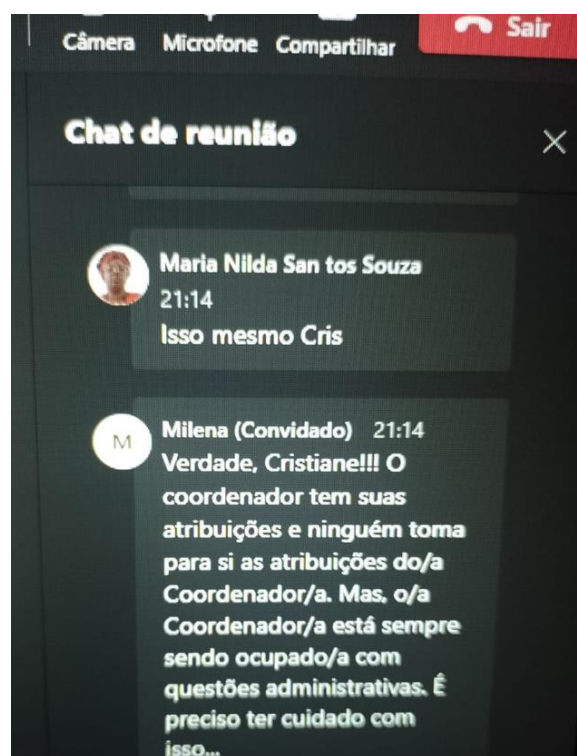 Câmera Microfone Compartilhar Sair
Chat de reunião
Maria Nilda San tos Souza
21:14
Isso mesmo Cris
M
Milena (Convidado) 21:14
Verdade, Cristiane!!! O
coordenador tem suas
atribuições e ninguém toma
para si as atribuições do/a
Coordenador/a. Mas, o/a
Coordenador/a está sempre
sendo ocupado/a com
questões administrativas. É
preciso ter cuidado com
isso...